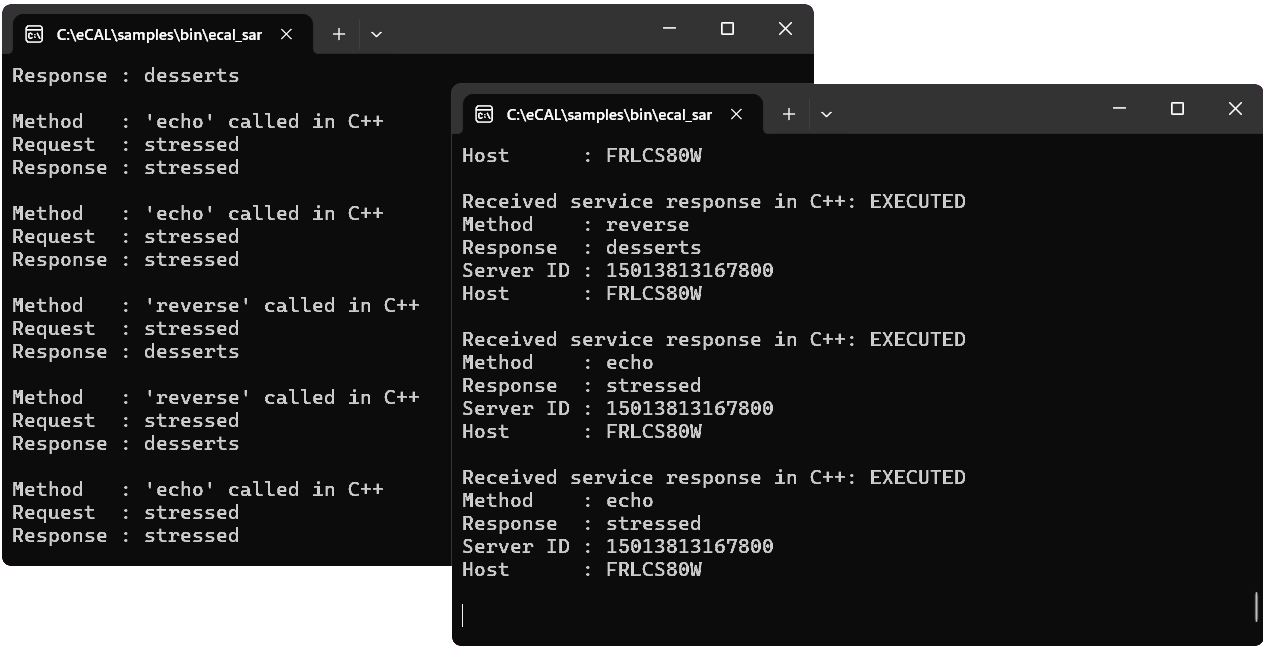 C:\eCAL\samples\bin\ecal_sar
Response : desserts
Method   : 'echo' called in C++
Request  : stressed
Response : stressed
Method   : 'echo' called in C++
Request  : stressed
Response : stressed
Method   : 'reverse' called in C++
Request  : stressed
Response : desserts
Method   : 'reverse' called in C++
Request  : stressed
Response : desserts
Method   : 'echo' called in C++
Request  : stressed
Response : stressed
C:\eCAL\samples\bin\ecal_sar
Host      : FRLCS80W
Received service response in C++: EXECUTED
Method    : reverse
Response  : desserts
Server ID : 15013813167800
Host      : FRLCS80W
Received service response in C++: EXECUTED
Method    : echo
Response  : stressed
Server ID : 15013813167800
Host      : FRLCS80W
Received service response in C++: EXECUTED
Method    : echo
Response  : stressed
Server ID : 15013813167800
Host      : FRLCS80W